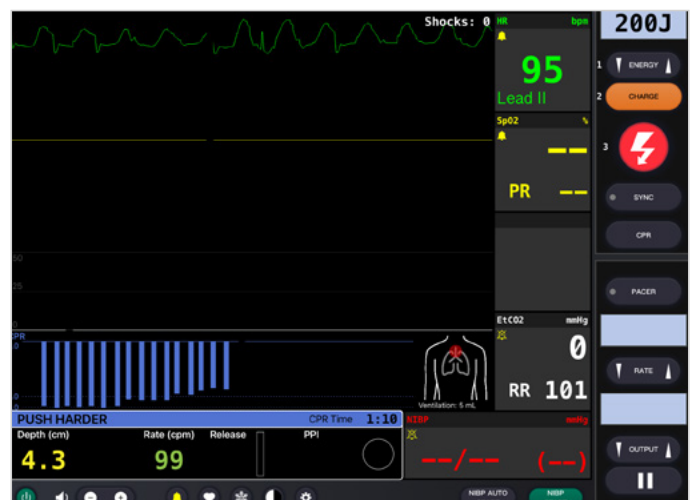 Shocks: 0
HR bpm
95
Lead II
SpO2 %
--
PR --
50
25
0
EtCO2 mmHg
0
RR 101
Ventilation: 5 mL
PUSH HARDER CPR Time 1:10
Depth (cm) Rate (cpm) Release PPI
4.3 99
NIBP mmHg
--/-- (--)
NIBP AUTO NIBP
200J
1 ENERGY
2 CHARGE
3
SYNC
CPR
PACER
RATE
OUTPUT